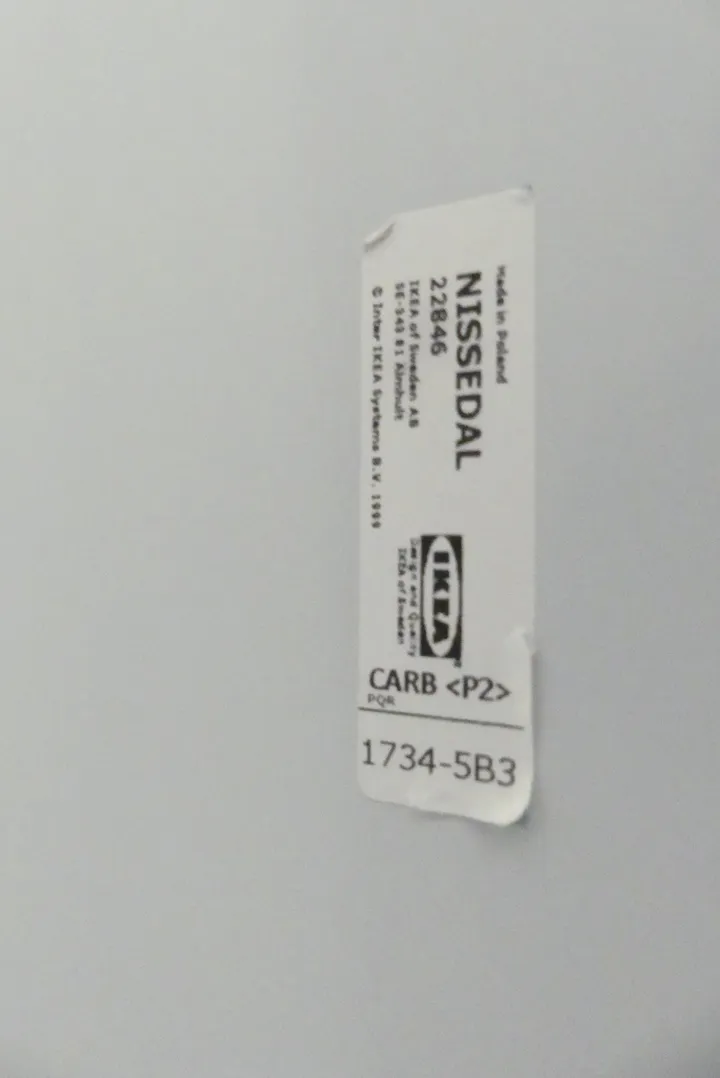 Made in Poland
NISSEDAL
22846
IKEA of Sweden AB
SE-343 81 Älmhult
© Inter IKEA Systems B.V. 1999
IKEA®
Design and Quality
IKEA of Sweden
CARB <P2>
PQR
1734-5B3